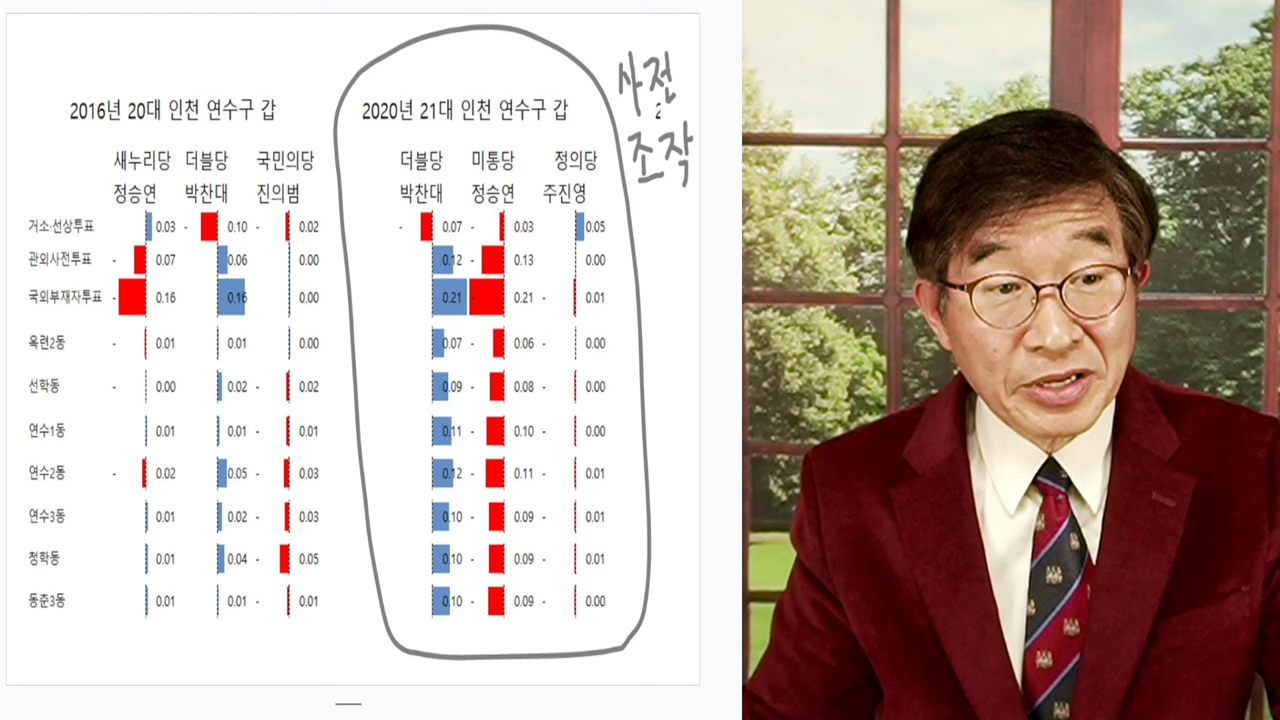 2016년 20대 인천 연수구 갑
새누리당 더불당 국민의당
정승연 박찬대 진의범
거소·선상투표 0.03 - 0.10 - 0.02
관외사전투표 - 0.07 0.06 0.00
국외부재자투표 - 0.16 0.16 0.00
옥련2동 - 0.01 0.01 0.00
선학동 - 0.00 0.02 - 0.02
연수1동 0.01 0.01 - 0.01
연수2동 - 0.02 0.05 - 0.03
연수3동 0.01 0.02 - 0.03
청학동 0.01 0.04 - 0.05
동춘3동 0.01 0.01 - 0.01
2020년 21대 인천 연수구 갑
더블당 미통당 정의당
박찬대 정승연 주진영
- 0.07 - 0.03 0.05
0.12 - 0.13 - 0.00
0.21 - 0.21 - 0.01
0.07 - 0.06 - 0.00
0.09 - 0.08 - 0.00
0.11 - 0.10 - 0.00
0.12 - 0.11 - 0.01
0.10 - 0.09 - 0.01
0.10 - 0.09 - 0.01
0.10 - 0.09 - 0.00
사전
조작